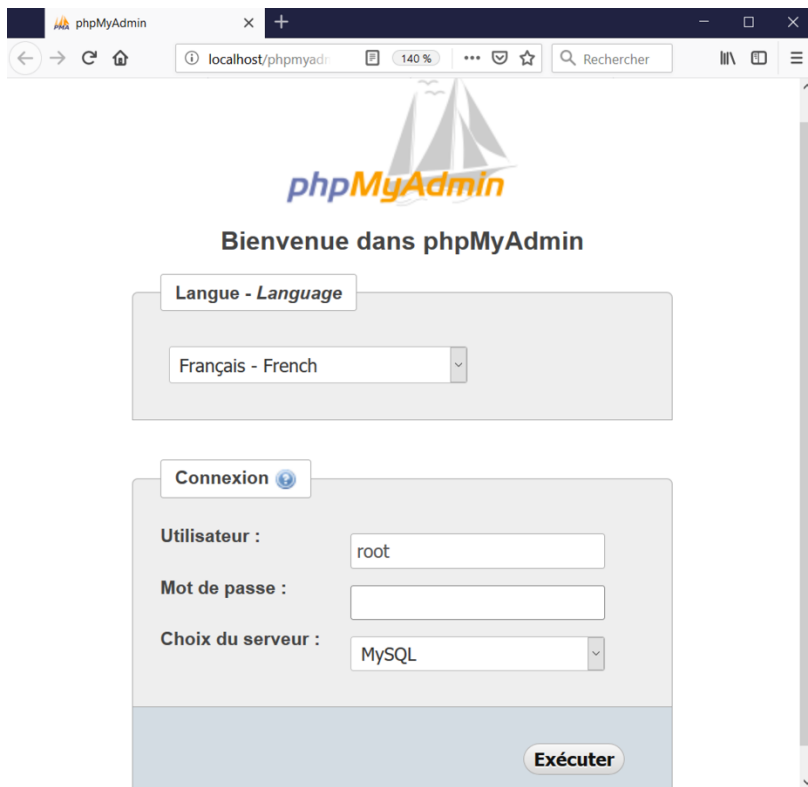 phpMyAdmin
localhost/phpmyadn
140 %
Rechercher
phpMyAdmin
Bienvenue dans phpMyAdmin
Langue - Language
Français - French
Connexion
Utilisateur :
root
Mot de passe :
Choix du serveur :
MySQL
Exécuter